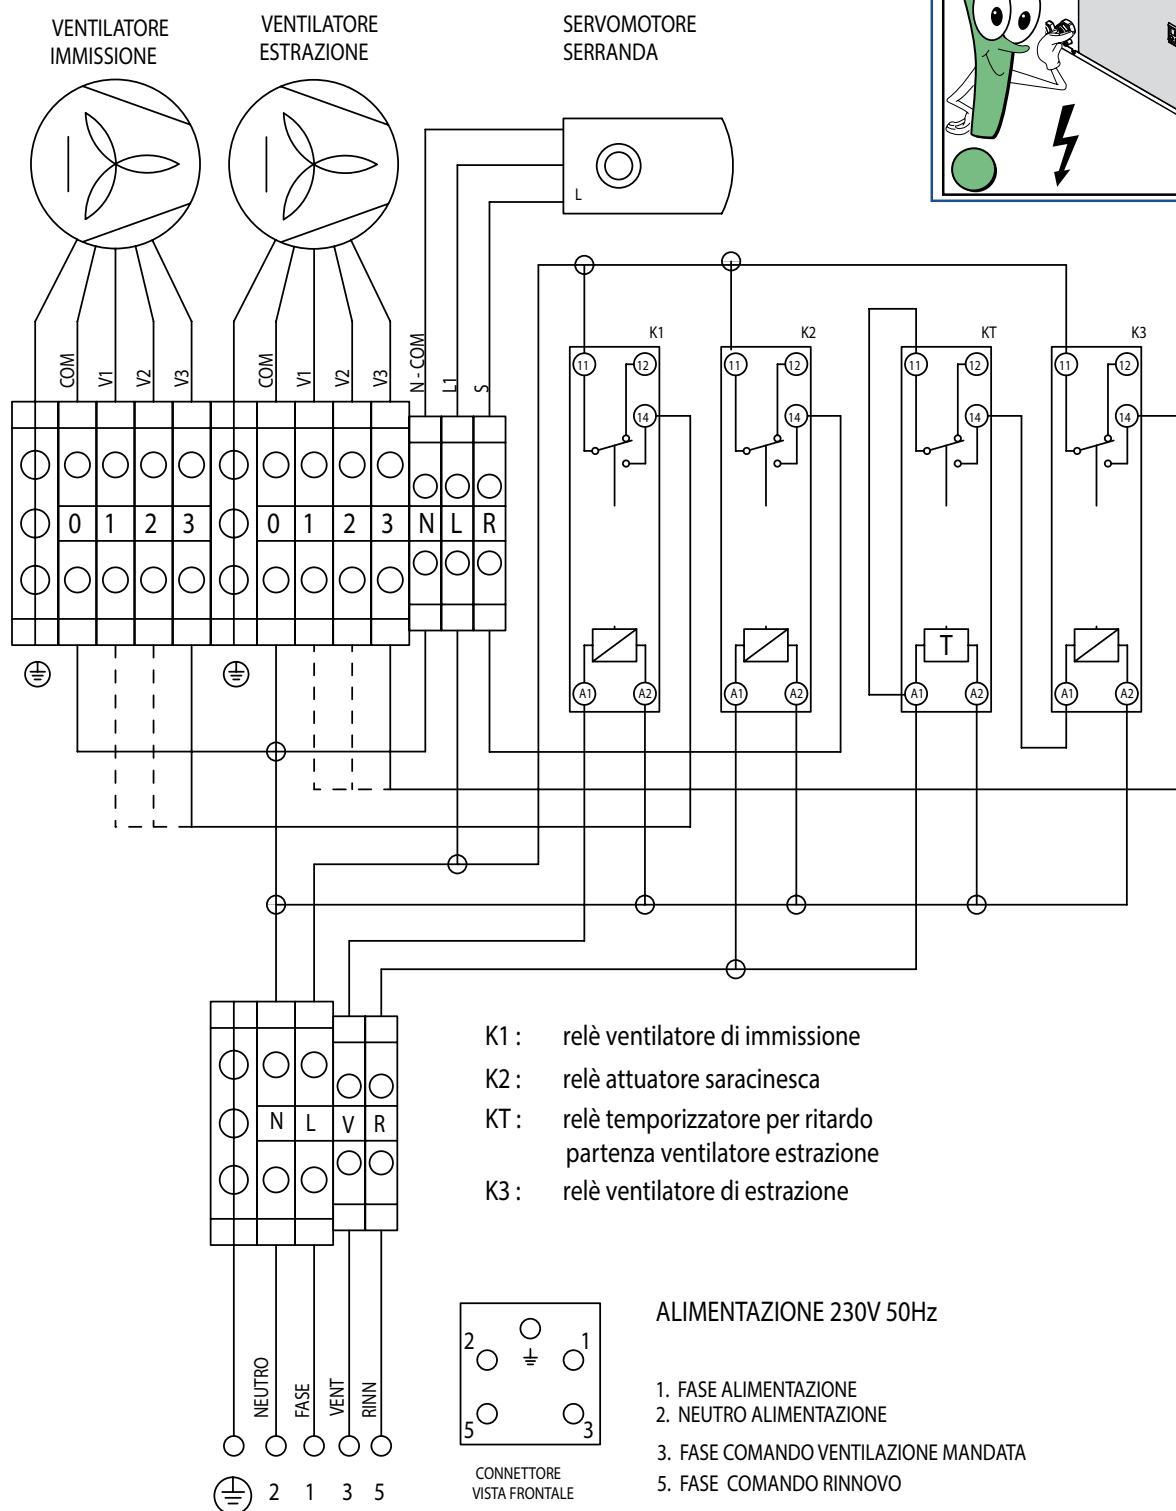 VENTILATORE
IMMISSIONE
VENTILATORE
ESTRAZIONE
SERVOMOTORE
SERRANDA
L
COM
V1
V2
V3
COM
V1
V2
V3
N - COM
L1
S
K1
K2
KT
K3
11
12
14
11
12
14
11
12
14
11
12
14
0 1 2 3 0 1 2 3 N L R
T
A1 A2 A1 A2 A1 A2 A1 A2
K1 : relè ventilatore di immissione
K2 : relè attuatore saracinesca
KT : relè temporizzatore per ritardo
partenza ventilatore estrazione
K3 : relè ventilatore di estrazione
N L V R
NEUTRO
FASE
VENT
RINN
2 1 3 5
2
1
5
3
CONNETTORE
VISTA FRONTALE
ALIMENTAZIONE 230V 50Hz
1. FASE ALIMENTAZIONE
2. NEUTRO ALIMENTAZIONE
3. FASE COMANDO VENTILAZIONE MANDATA
5. FASE COMANDO RINNOVO